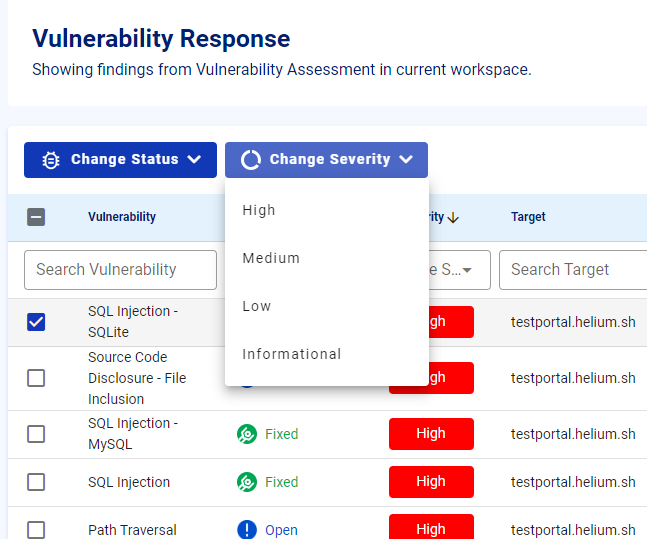 Vulnerability Response
Showing findings from Vulnerability Assessment in current workspace.
Change Status
Change Severity
High
Medium
Low
Informational
Vulnerability
Target
Search Vulnerability
Search Target
SQL Injection -
SQLite
testportal.helium.sh
Source Code
Disclosure - File
Inclusion
testportal.helium.sh
SQL Injection -
MySQL
Fixed
High
testportal.helium.sh
SQL Injection
Fixed
High
testportal.helium.sh
Path Traversal
Open
High
testportal.helium.sh